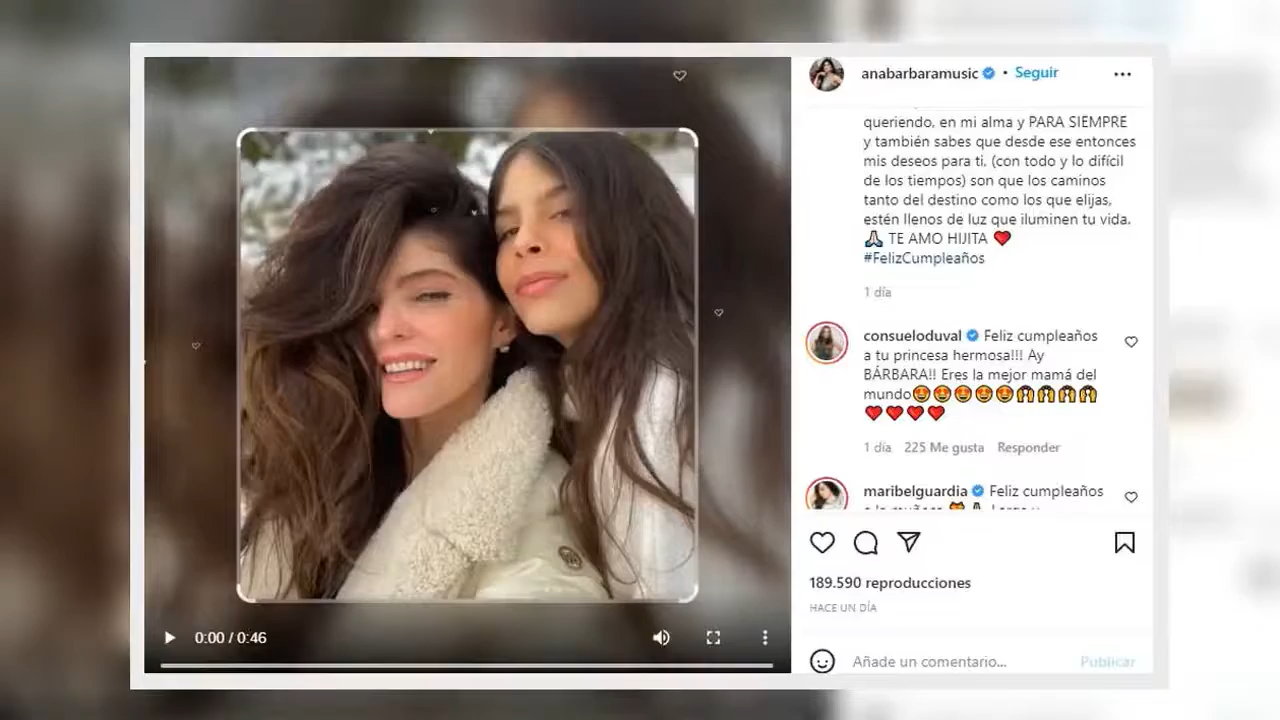 anabarbaramusic • Seguir
queriendo, en mi alma y PARA SIEMPRE
y también sabes que desde ese entonces
mis deseos para ti, (con todo y lo difícil
de los tiempos) son que los caminos
tanto del destino como los que elijas,
estén llenos de luz que iluminen tu vida.
🙏🏻 TE AMO HIJITA ❤️
#FelizCumpleaños
1 día
consueloduval Feliz cumpleaños
a tu princesa hermosa!!! Ay
BÁRBARA!! Eres la mejor mamá del
mundo🤩🤩🤩🤩🤩🙌🙌🙌🙌
❤️❤️❤️❤️
1 día 225 Me gusta Responder
maribelguardia Feliz cumpleaños
189.590 reproducciones
HACE UN DÍA
Añade un comentario... Publicar
0:00 / 0:46